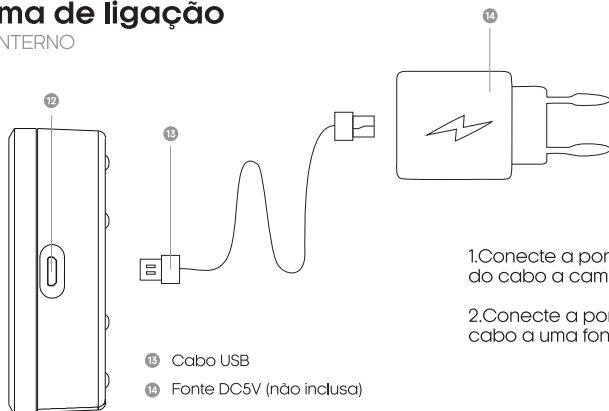 ma de ligação
NTERNO
14
12
13
1.Conecte a por
do cabo a cam
2.Conecte a por
cabo a uma fon
13 Cabo USB
14 Fonte DC5V (não inclusa)